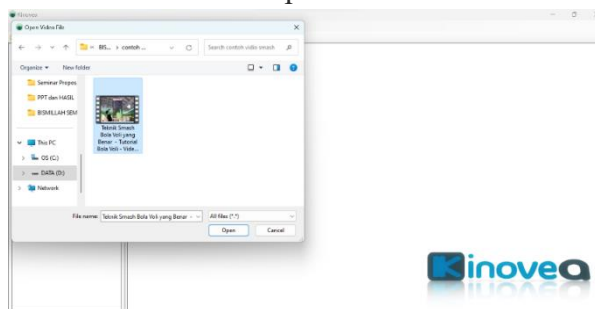 Kinovea
Open Video File
BIS... > contoh ...
Search contoh video smash
Organize
New folder
Seminar Propos
PPT dan HASIL
BISMILLAH SEM
This PC
OS (C:)
DATA (D:)
Network
Teknik Smash
Bola Voli yang
Benar - Tutorial
Bola Voli - Vide...
File name:
Teknik Smash Bola Voli yang Benar -
All files (*.*)
Open
Cancel
Kinovea